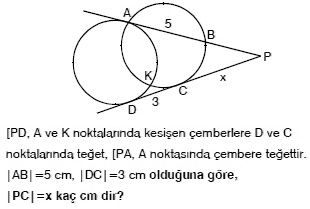 A
5
B
P
K
x
C
3
D
[PD, A ve K noktalarında kesişen çemberlere D ve C
noktalarında teğet, [PA, A noktasında çembere teğettir.
|AB|=5 cm, |DC|=3 cm olduğuna göre,
|PC|=x kaç cm dir?